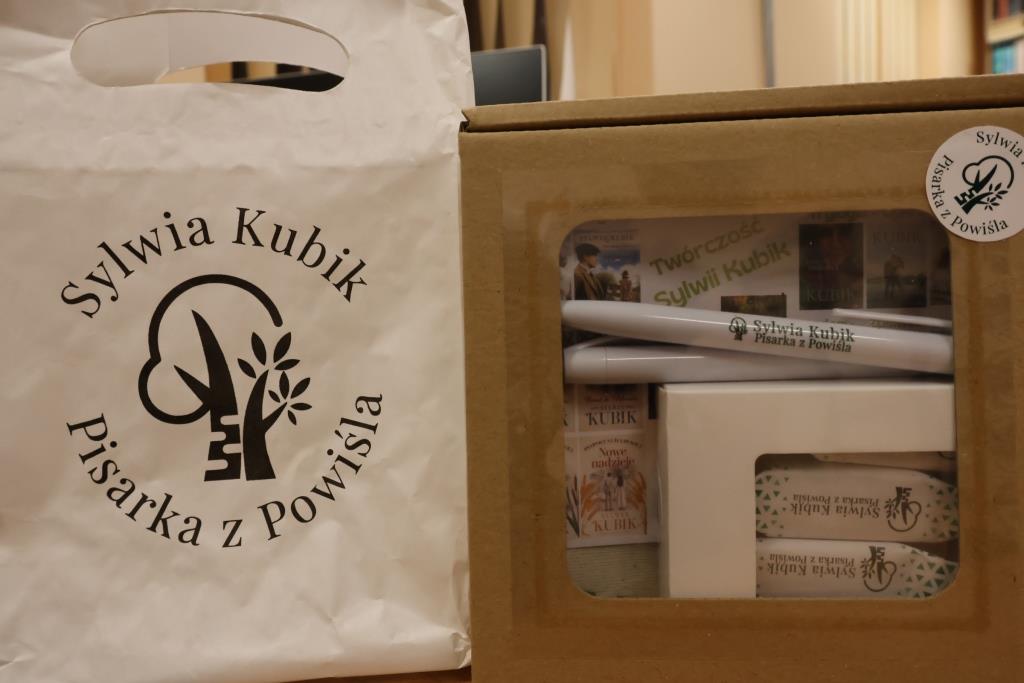 Sylwia Kubik
Pisarka z Powiśla
Sylwia
Pisarka z Powiśla
Twórczość
Sylwii Kubik
KUBIK
KUBIK
Sylwia Kubik
Pisarka z Powiśla
KUBIK
Nowe
nadzieje
KUBIK
Sylwia Kubik
Pisarka z Powiśla
Sylwia Kubik
Pisarka z Powiśla